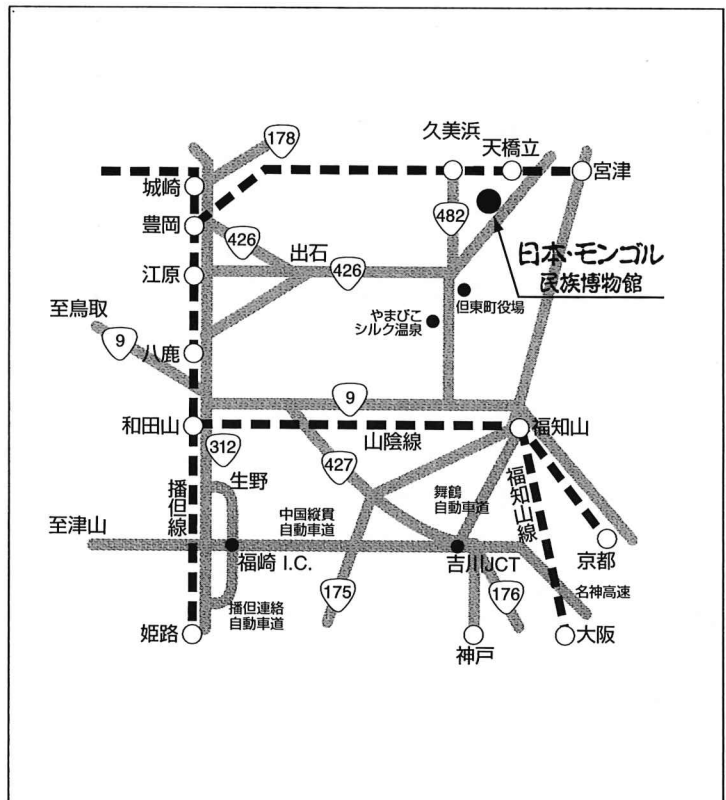 178
久美浜
天橋立
宮津
城崎
482
豊岡
426
出石
426
日本・モンゴル
民族博物館
江原
但東町役場
至鳥取
やまびこ
シルク温泉
9
八鹿
9
和田山
山陰線
福知山
312
427
播但線
生野
中国縦貫
自動車道
舞鶴
自動車道
福知山線
至津山
福崎 I.C.
吉川JCT
京都
175
176
名神高速
播但連絡
自動車道
姫路
神戸
大阪